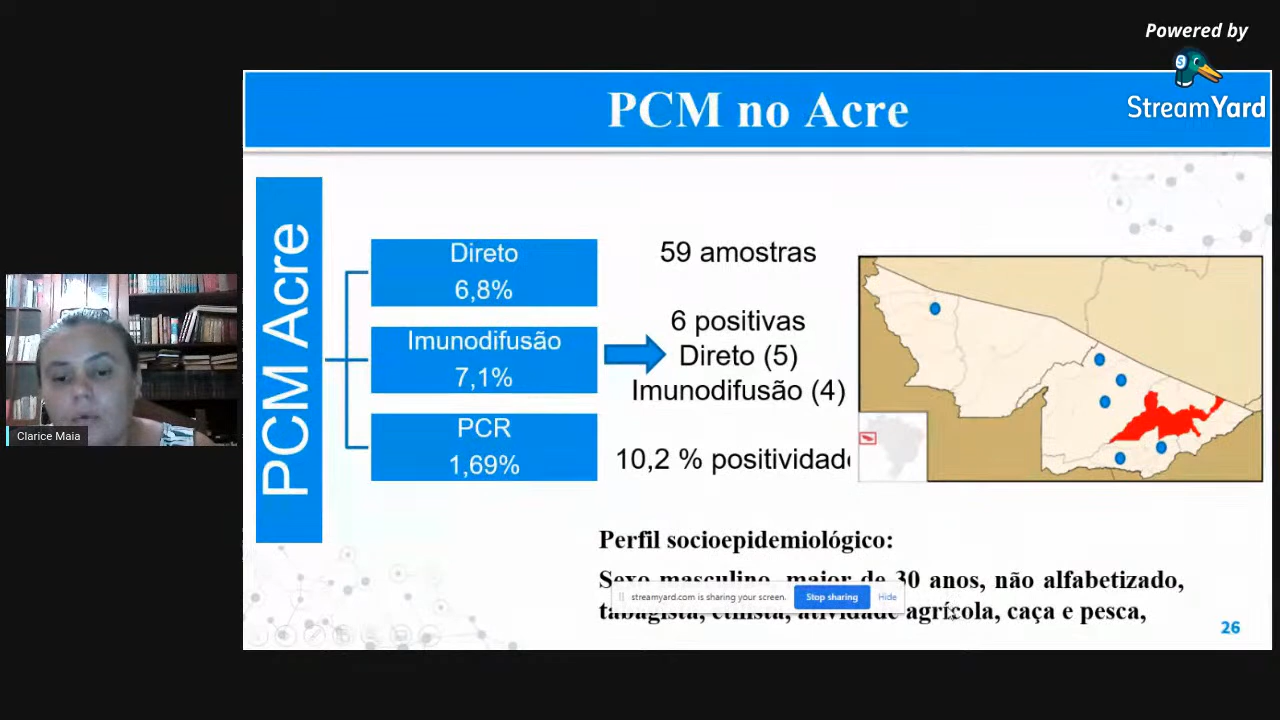 Powered by
StreamYard
PCM no Acre
PCM Acre
Direto
6,8%
Imunodifusão
7,1%
PCR
1,69%
59 amostras
6 positivas
Direto (5)
Imunodifusão (4)
10,2 % positividad
Perfil socioepidemiológico:
Sexo masculino, maior de 30 anos, não alfabetizado,
tabagista, etilista, atividade agrícola, caça e pesca,
streamyard.com is sharing your screen.
Stop sharing
Hide
26
Clarice Maia